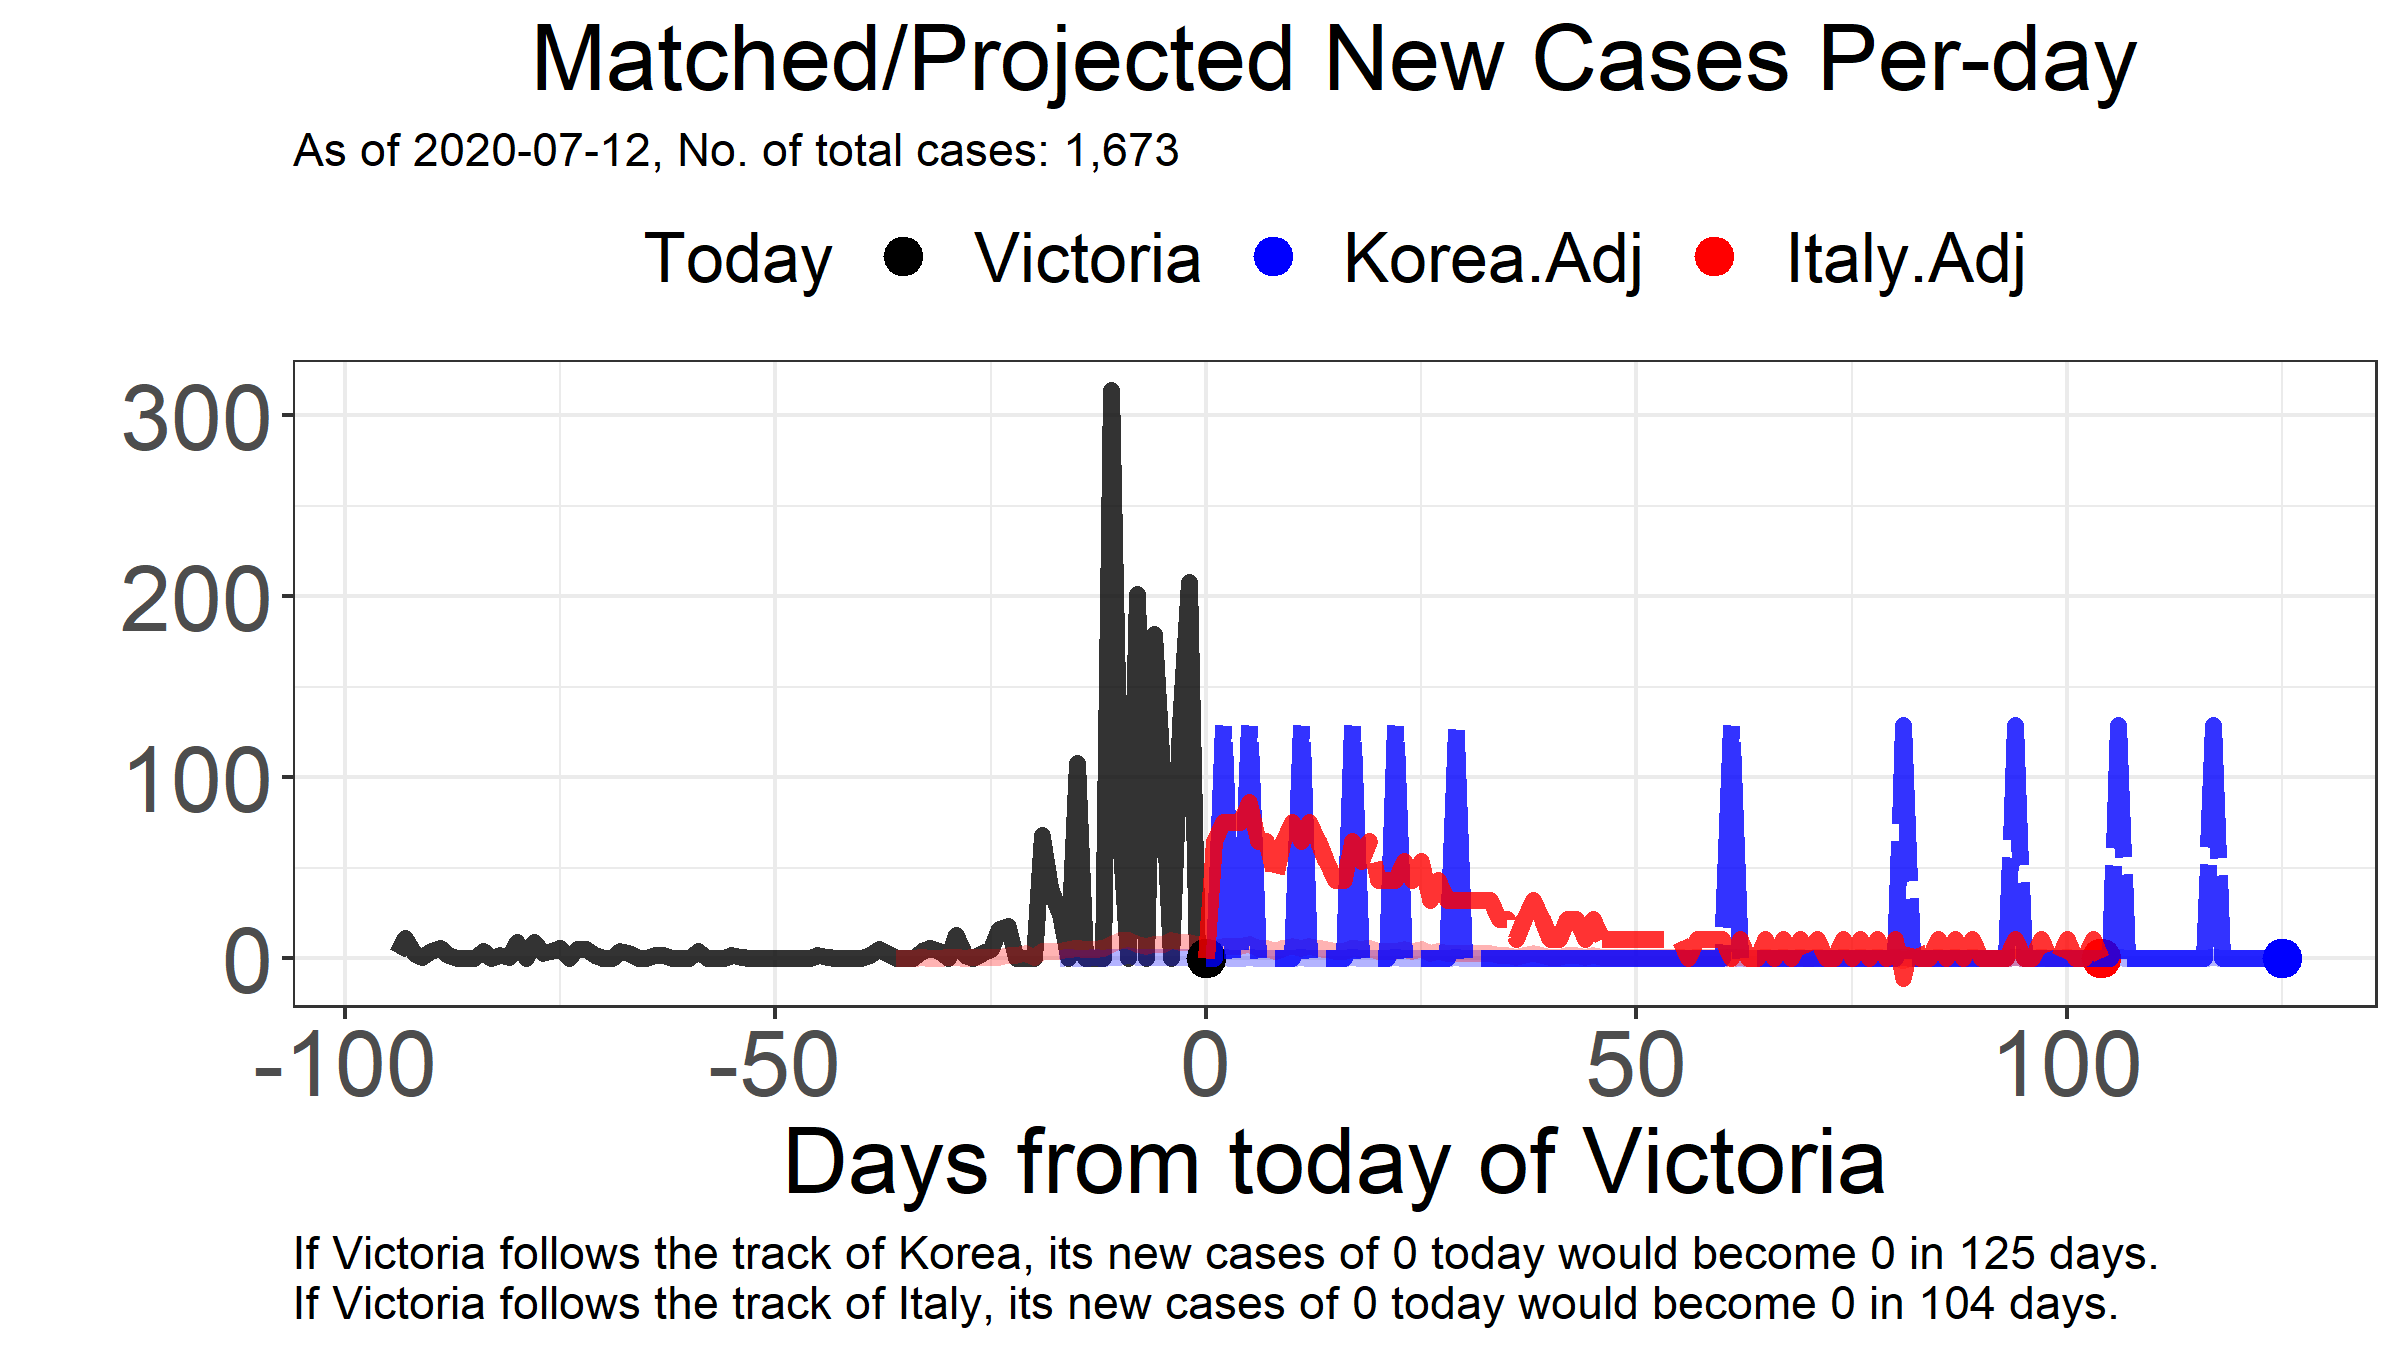 Matched/Projected New Cases Per-day
As of 2020-07-12, No. of total cases: 1,673
Today Victoria Korea.Adj Italy.Adj
300
200
100
0
-100 -50 0 50 100
Days from today of Victoria
If Victoria follows the track of Korea, its new cases of 0 today would become 0 in 125 days.
If Victoria follows the track of Italy, its new cases of 0 today would become 0 in 104 days.